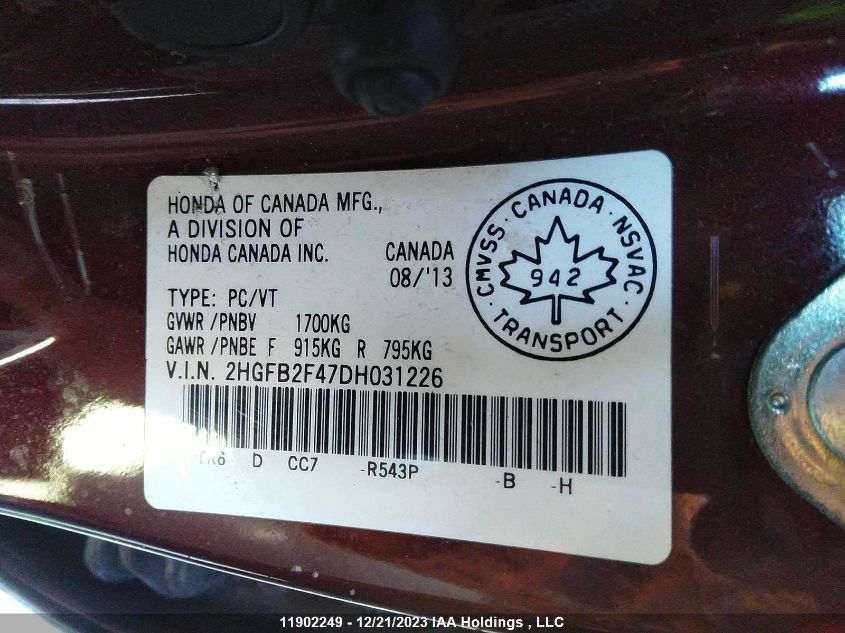 HONDA OF CANADA MFG.,
A DIVISION OF
HONDA CANADA INC. CANADA
08/'13
TYPE: PC/VT
GVWR /PNBV 1700KG
GAWR /PNBE F 915KG R 795KG
V.I.N. 2HGFB2F47DH031226
D CC7 -R543P -B -H
CMVSS · CANADA · NSVAC
942
· TRANSPORT ·
11902249 - 12/21/2023 IAA Holdings , LLC